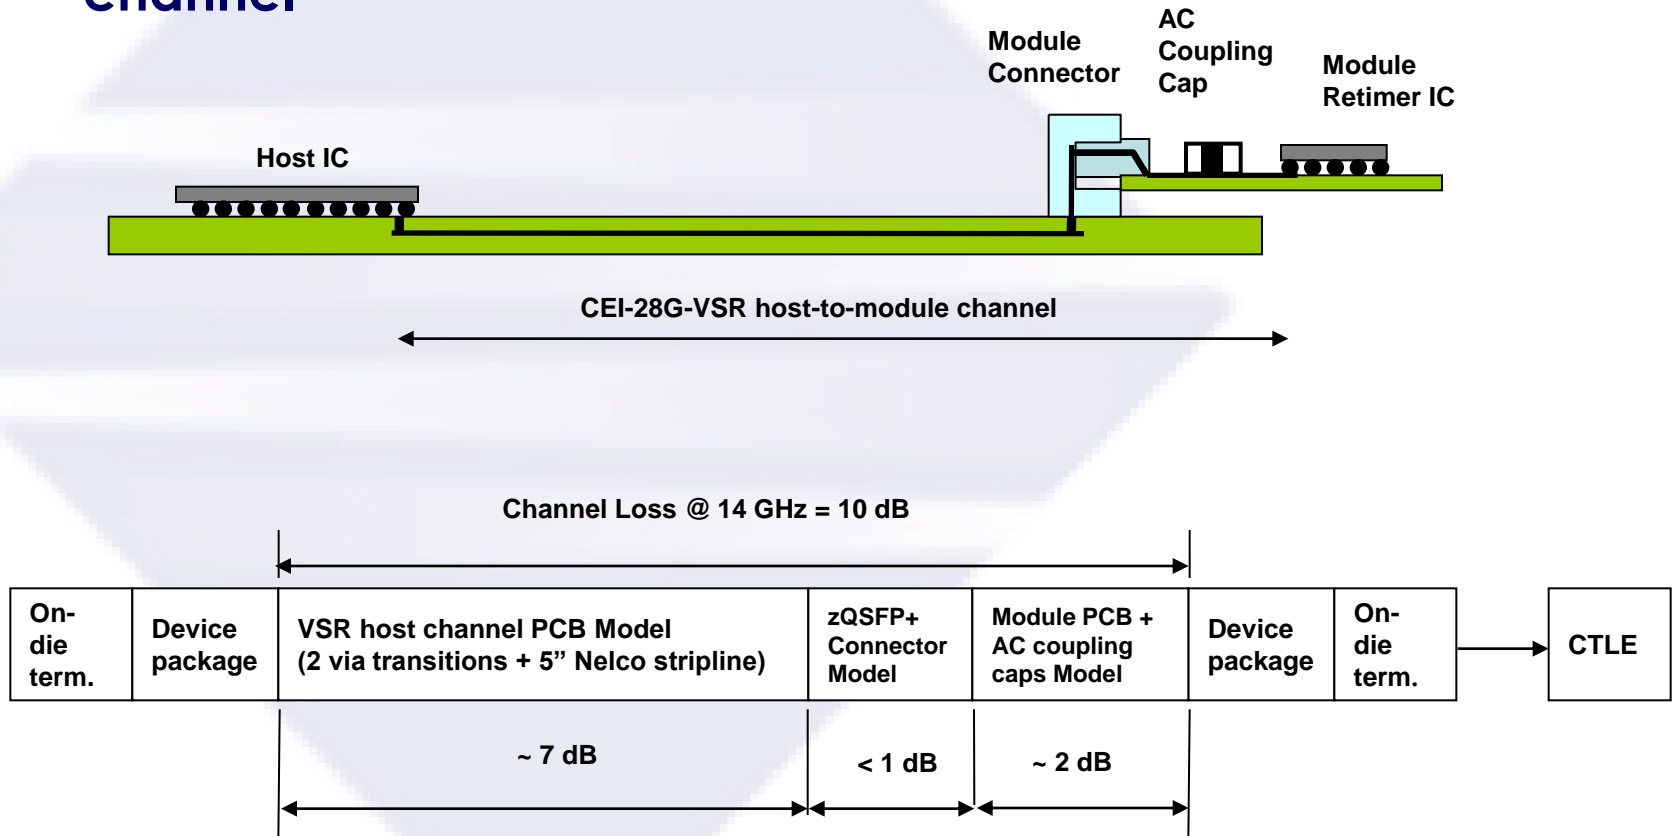 channel
Module
Connector
AC
Coupling
Cap
Module
Retimer IC
Host IC
CEI-28G-VSR host-to-module channel
Channel Loss @ 14 GHz = 10 dB
On-
die
term.
Device
package
VSR host channel PCB Model
(2 via transitions + 5” Nelco stripline)
zQSFP+
Connector
Model
Module PCB +
AC coupling
caps Model
Device
package
On-
die
term.
CTLE
~ 7 dB
< 1 dB
~ 2 dB